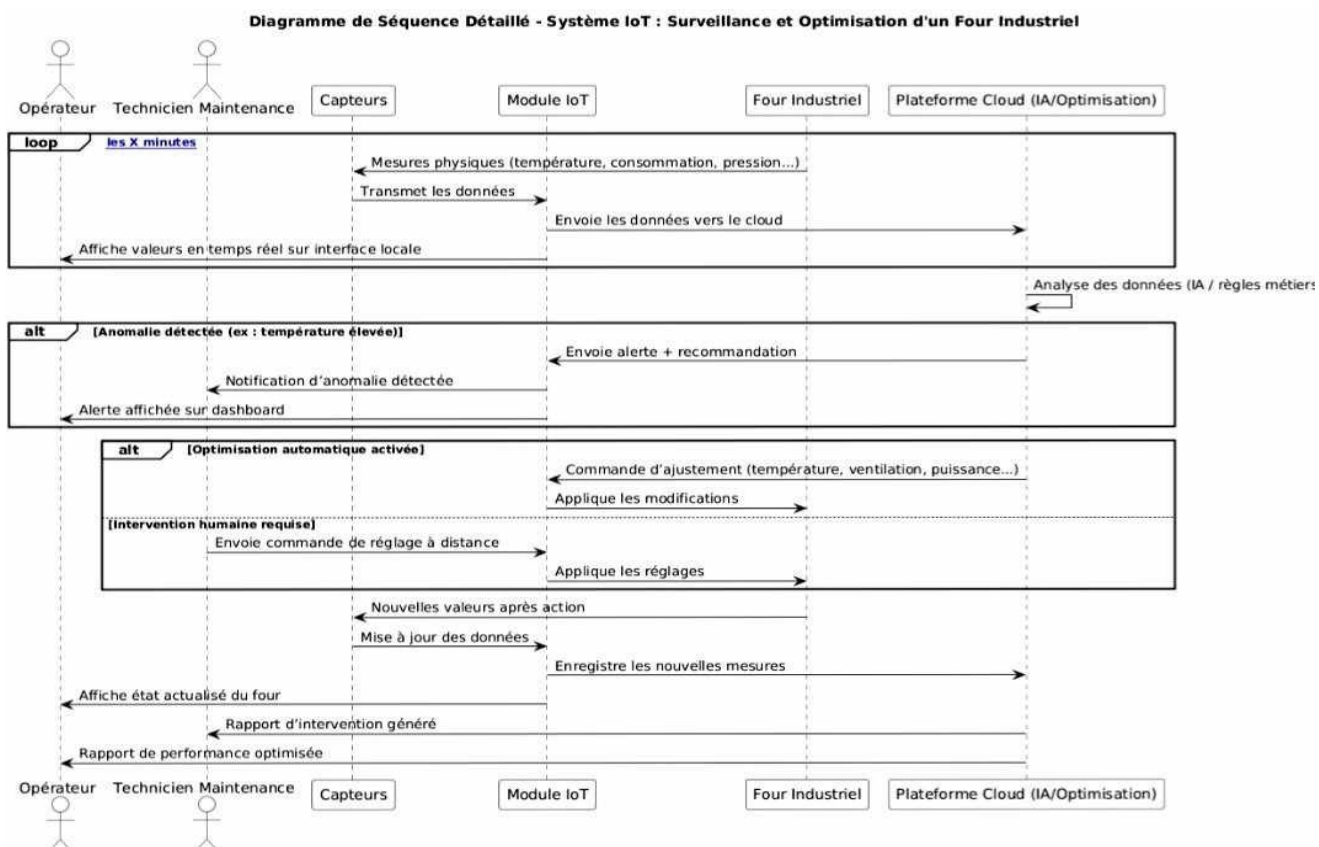 Diagramme de Séquence Détaillé - Système IoT : Surveillance et Optimisation d'un Four Industriel
Opérateur Technicien Maintenance Capteurs Module IoT Four Industriel Plateforme Cloud (IA/Optimisation)
loop les X minutes
Mesures physiques (température, consommation, pression...)
Transmet les données
Envoie les données vers le cloud
Affiche valeurs en temps réel sur interface locale
Analyse des données (IA / règles métiers
alt [Anomalie détectée (ex : température élevée)]
Envoie alerte + recommandation
Notification d'anomalie détectée
Alerte affichée sur dashboard
alt [Optimisation automatique activée]
Commande d'ajustement (température, ventilation, puissance...)
Applique les modifications
[Intervention humaine requise]
Envoie commande de réglage à distance
Applique les réglages
Nouvelles valeurs après action
Mise à jour des données
Enregistre les nouvelles mesures
Affiche état actualisé du four
Rapport d'intervention généré
Rapport de performance optimisée
Opérateur Technicien Maintenance Capteurs Module IoT Four Industriel Plateforme Cloud (IA/Optimisation)